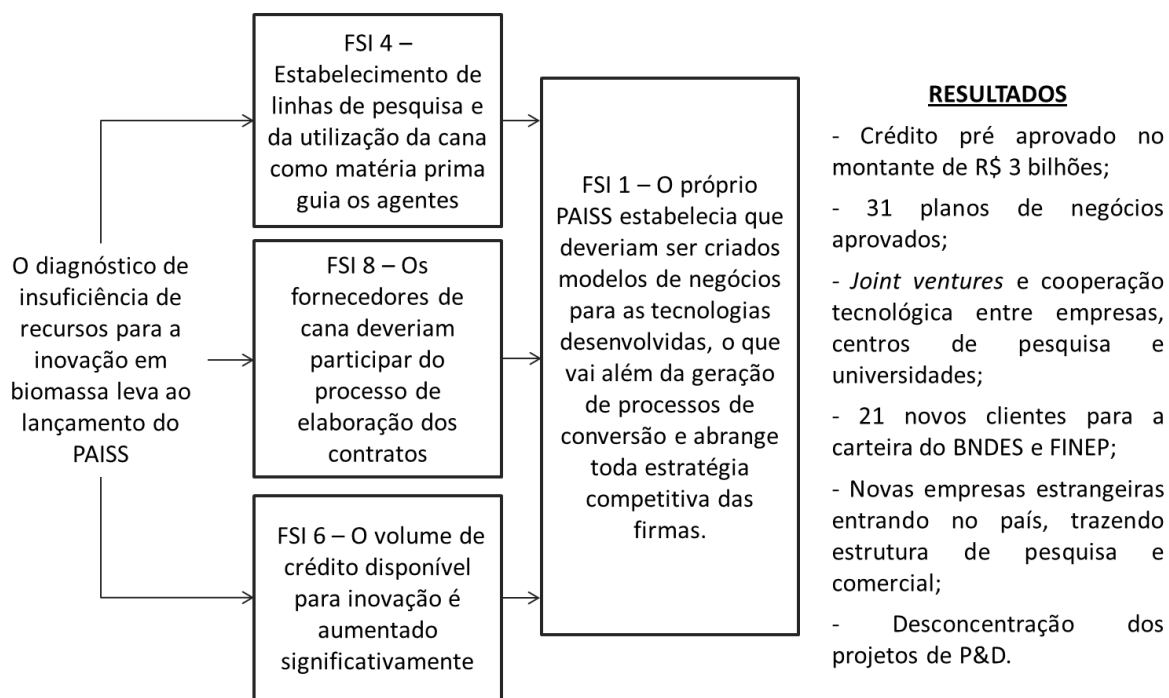 O diagnóstico de
insuficiência de
recursos para a
inovação em
biomassa leva ao
lançamento do
PAISS
FSI 4 –
Estabelecimento de
linhas de pesquisa e
da utilização da cana
como matéria prima
guia os agentes
FSI 8 – Os
fornecedores de
cana deveriam
participar do
processo de
elaboração dos
contratos
FSI 6 – O volume de
crédito disponível
para inovação é
aumentado
significativamente
FSI 1 – O próprio
PAISS estabelecia que
deveriam ser criados
modelos de negócios
para as tecnologias
desenvolvidas, o que
vai além da geração
de processos de
conversão e abrange
toda estratégia
competitiva das
firmas.
RESULTADOS
- Crédito pré aprovado no
montante de R$ 3 bilhões;
- 31 planos de negócios
aprovados;
- Joint ventures e cooperação
tecnológica entre empresas,
centros de pesquisa e
universidades;
- 21 novos clientes para a
carteira do BNDES e FINEP;
- Novas empresas estrangeiras
entrando no país, trazendo
estrutura de pesquisa e
comercial;
- Desconcentração dos
projetos de P&D.